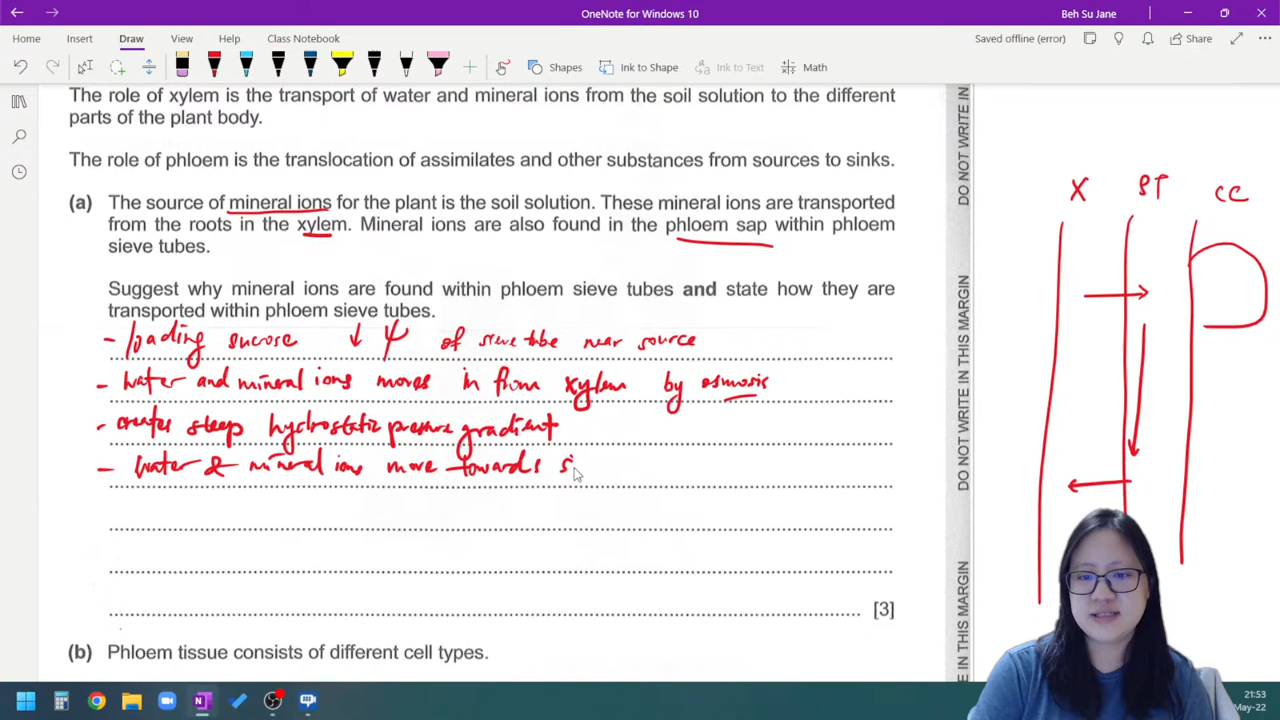 OneNote for Windows 10
Beh Su Jane
Home Insert Draw View Help Class Notebook
Saved offline (error)
Share
Shapes
Ink to Shape
Ink to Text
Math
The role of xylem is the transport of water and mineral ions from the soil solution to the different
parts of the plant body.
The role of phloem is the translocation of assimilates and other substances from sources to sinks.
(a) The source of mineral ions for the plant is the soil solution. These mineral ions are transported
from the roots in the xylem. Mineral ions are also found in the phloem sap within phloem
sieve tubes.
Suggest why mineral ions are found within phloem sieve tubes and state how they are
transported within phloem sieve tubes.
- loading sucrose ↓ Ψ of sieve tube near source
- water and mineral ions moves in from xylem by osmosis
- creates steep hydrostatic pressure gradient
- water & mineral ions move towards si
[3]
(b) Phloem tissue consists of different cell types.
DO NOT WRITE IN
DO NOT WRITE IN THIS MARGIN
E IN THIS MARGIN
X ST CC
21:53
-May-22